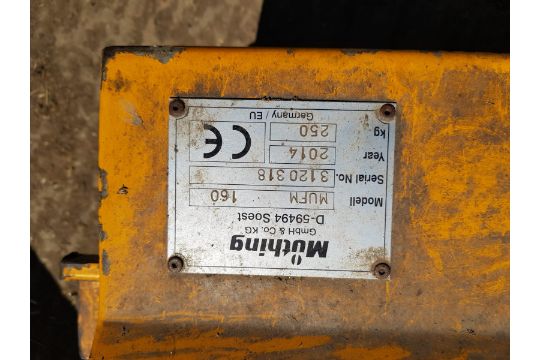 Müthing
GmbH & Co. KG
D-59494 Soest
Modell MUFM 160
Serial No. 3120318
Year 2014
kg 250
CE
Germany / EU